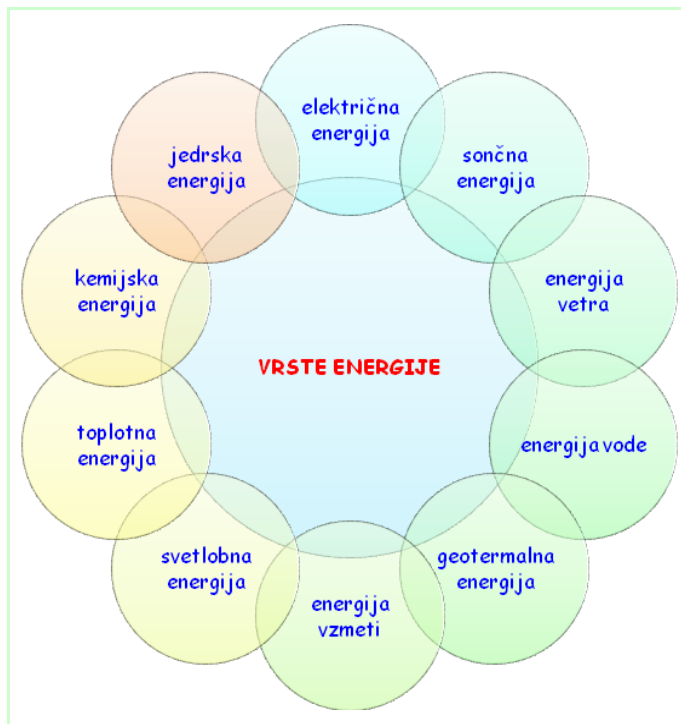 električna
energija
sončna
energija
energija
vetra
energija vode
geotermalna
energija
energija
vzmeti
svetlobna
energija
toplotna
energija
kemijska
energija
jedrska
energija
VRSTE ENERGIJE